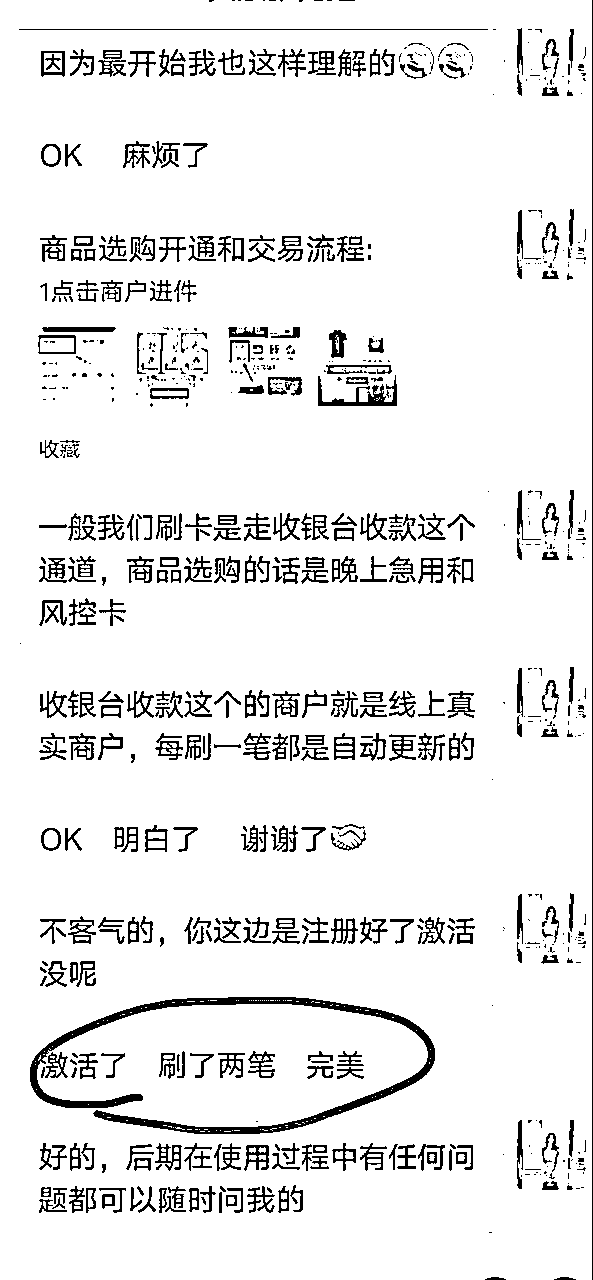 因为最开始我也这样理解的
OK 麻烦了
商品选购开通和交易流程:
1点击商户进件
收藏
一般我们刷卡是走收银台收款这个
通道，商品选购的话是晚上急用和
风控卡
收银台收款这个的商户就是线上真
实商户，每刷一笔都是自动更新的
OK 明白了 谢谢了🤝
不客气的，你这边是注册好了激活
没呢
激活了 刷了两笔 完美
好的，后期在使用过程中有任何问
题都可以随时问我的